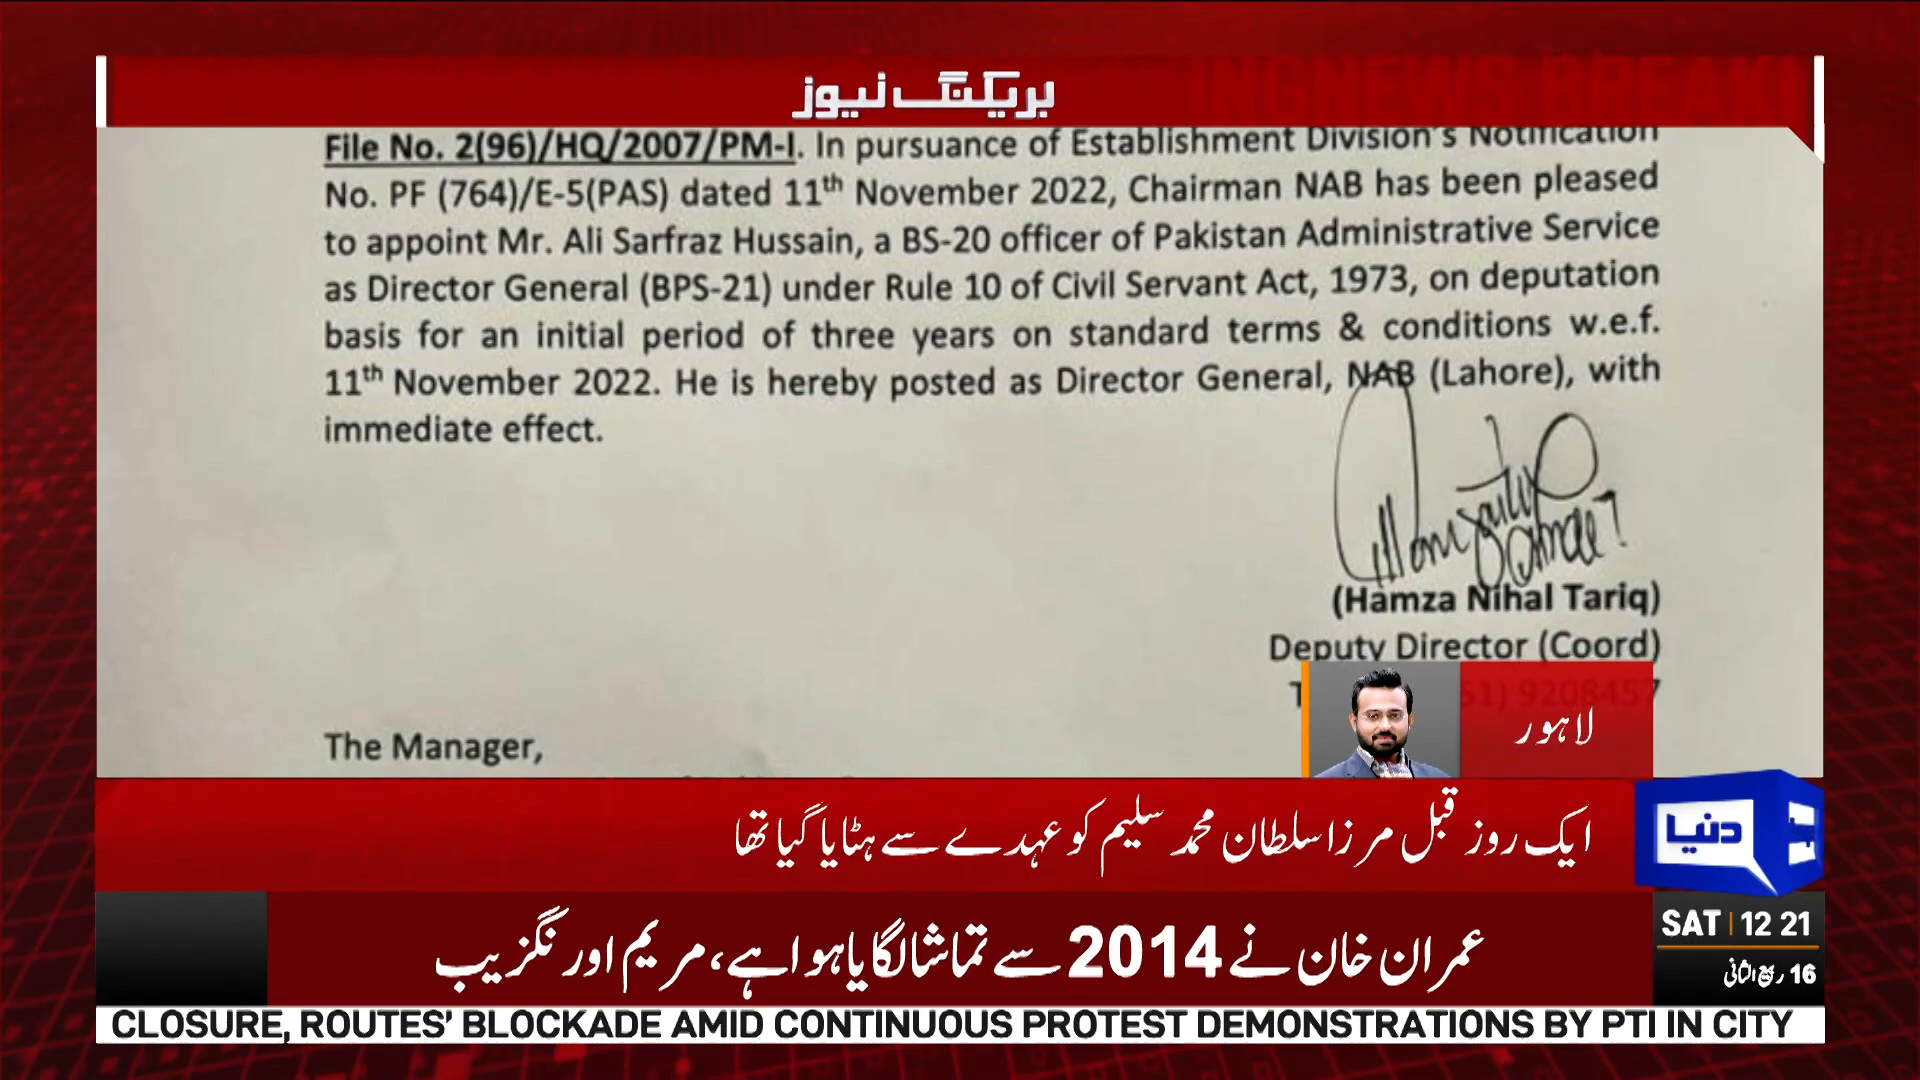 بریکنگ نیوز
NGNEWS BREAKI
File No. 2(96)/HQ/2007/PM-I. In pursuance of Establishment Division's Notification
No. PF (764)/E-5(PAS) dated 11th November 2022, Chairman NAB has been pleased
to appoint Mr. Ali Sarfraz Hussain, a BS-20 officer of Pakistan Administrative Service
as Director General (BPS-21) under Rule 10 of Civil Servant Act, 1973, on deputation
basis for an initial period of three years on standard terms & conditions w.e.f.
11th November 2022. He is hereby posted as Director General, NAB (Lahore), with
immediate effect.
(Hamza Nihal Tariq)
Deputy Director (Coord)
51) 9208457
The Manager,
لاہور
ایک روز قبل مرزا سلطان محمد سلیم کو عہدے سے ہٹایا گیا تھا
دنیا
عمران خان نے 2014 سے تماشا لگایا ہوا ہے، مریم اورنگزیب
SAT 12 21
16 ربیع الثانی
CLOSURE, ROUTES' BLOCKADE AMID CONTINUOUS PROTEST DEMONSTRATIONS BY PTI IN CITY